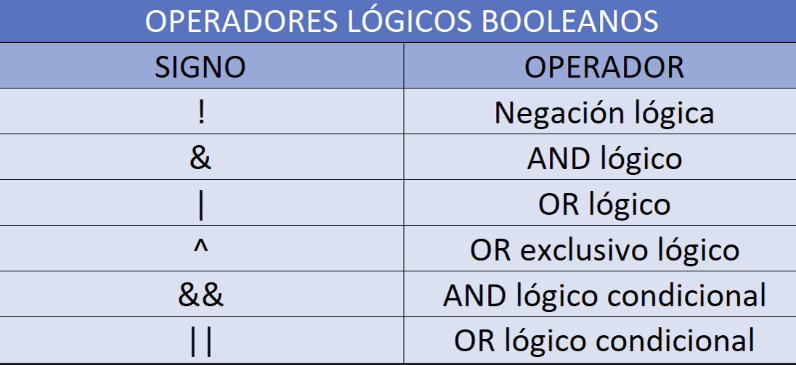 OPERADORES LÓGICOS BOOLEANOS
SIGNO OPERADOR
! Negación lógica
& AND lógico
| OR lógico
^ OR exclusivo lógico
&& AND lógico condicional
|| OR lógico condicional